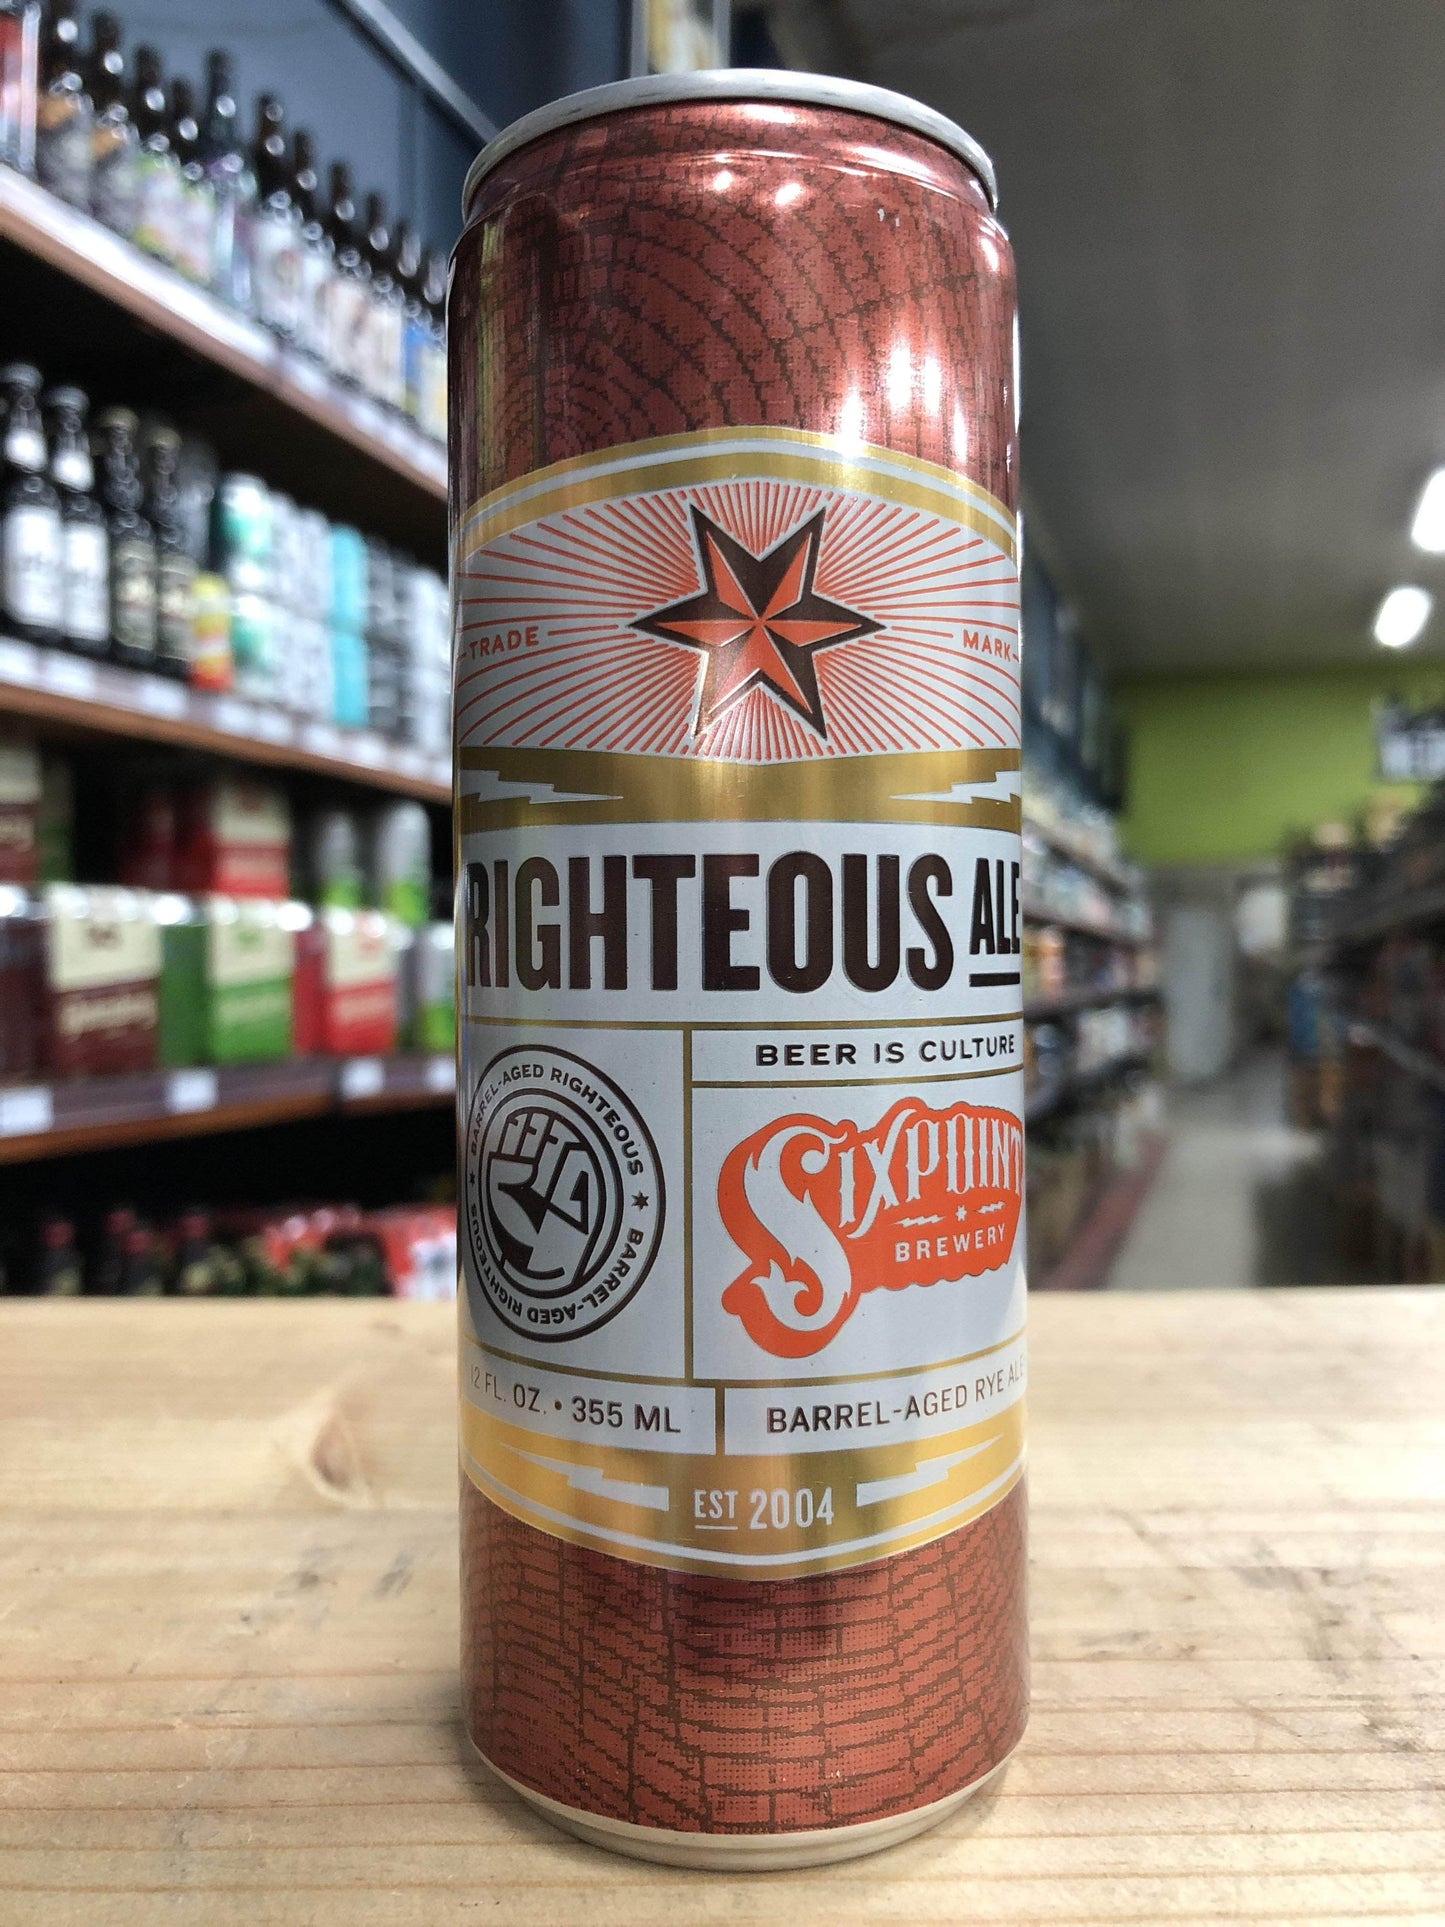 TRADE MARK
RIGHTEOUS ALE
BEER IS CULTURE
BARREL-AGED RIGHTEOUS ★ BARREL-AGED RIGHTEOUS ★
SIXPOINT
BREWERY
12 FL. OZ. • 355 ML
BARREL-AGED RYE ALE
EST 2004